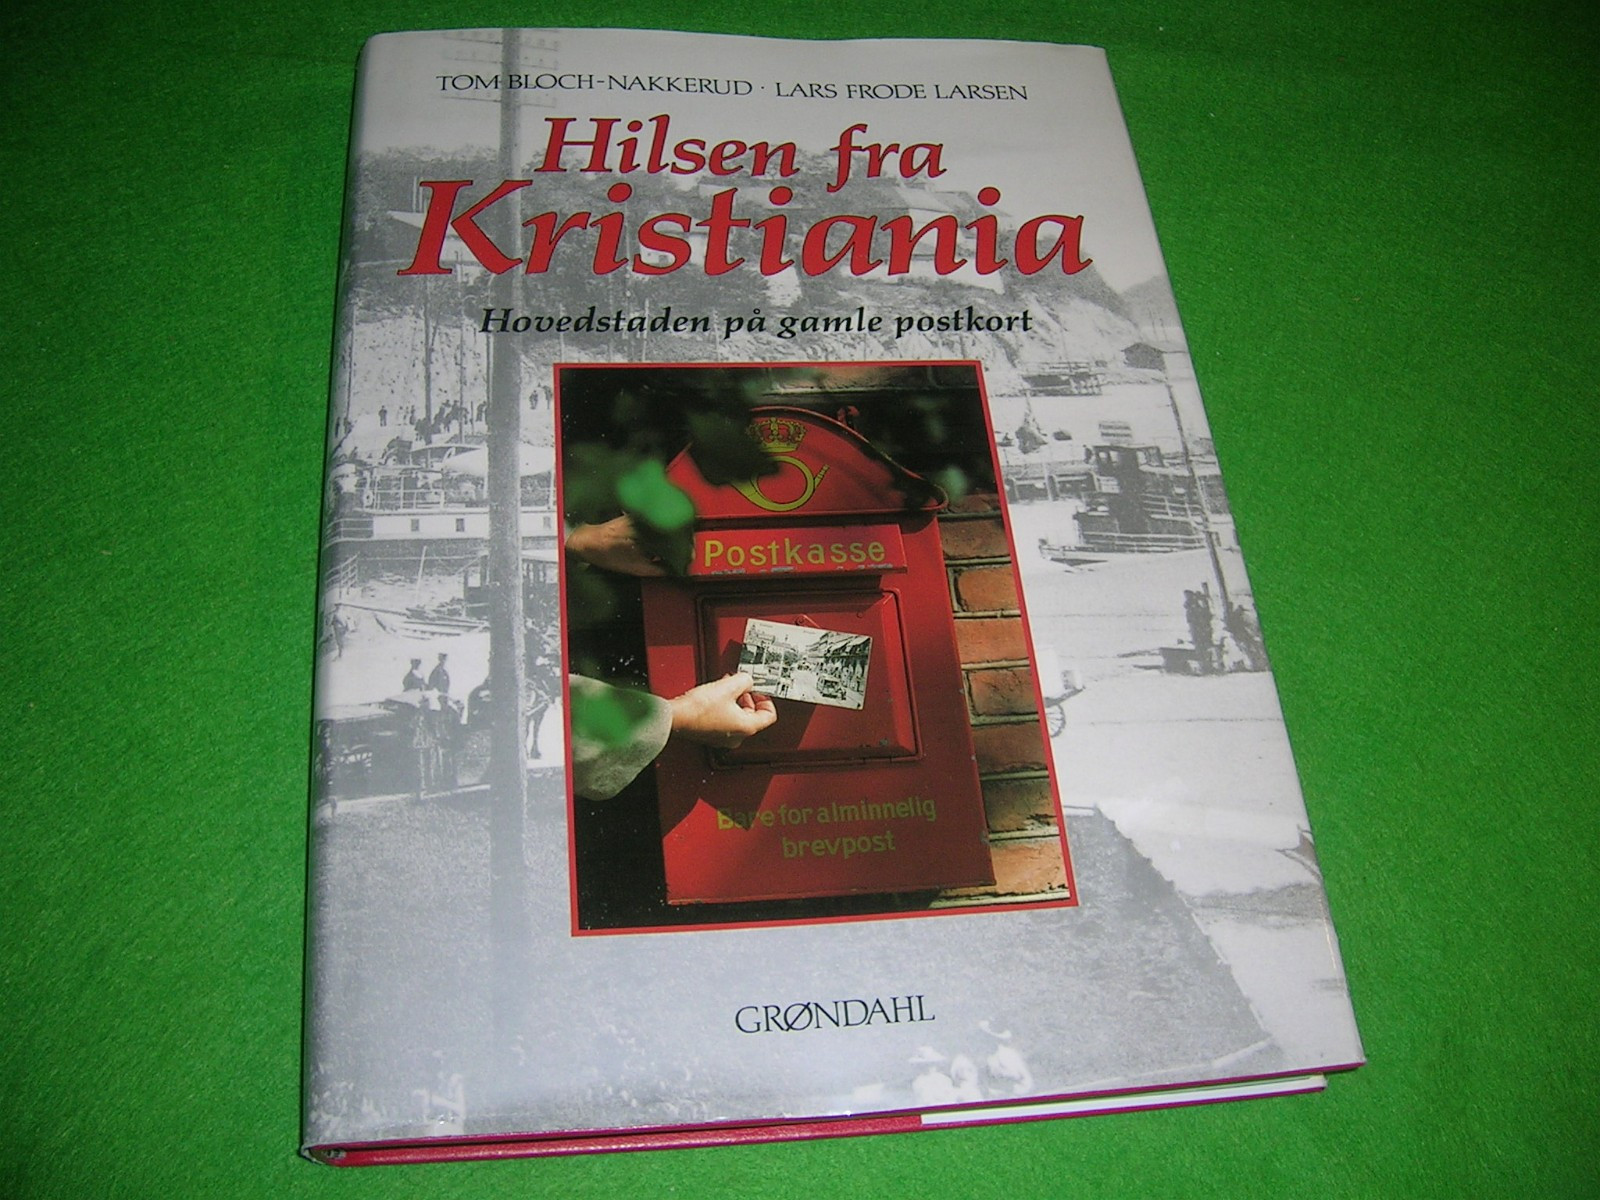 TOM BLOCH-NAKKERUD · LARS FRODE LARSEN
Hilsen fra
Kristiania
Hovedstaden på gamle postkort
Postkasse
Bare for alminnelig
brevpost
GRØNDAHL